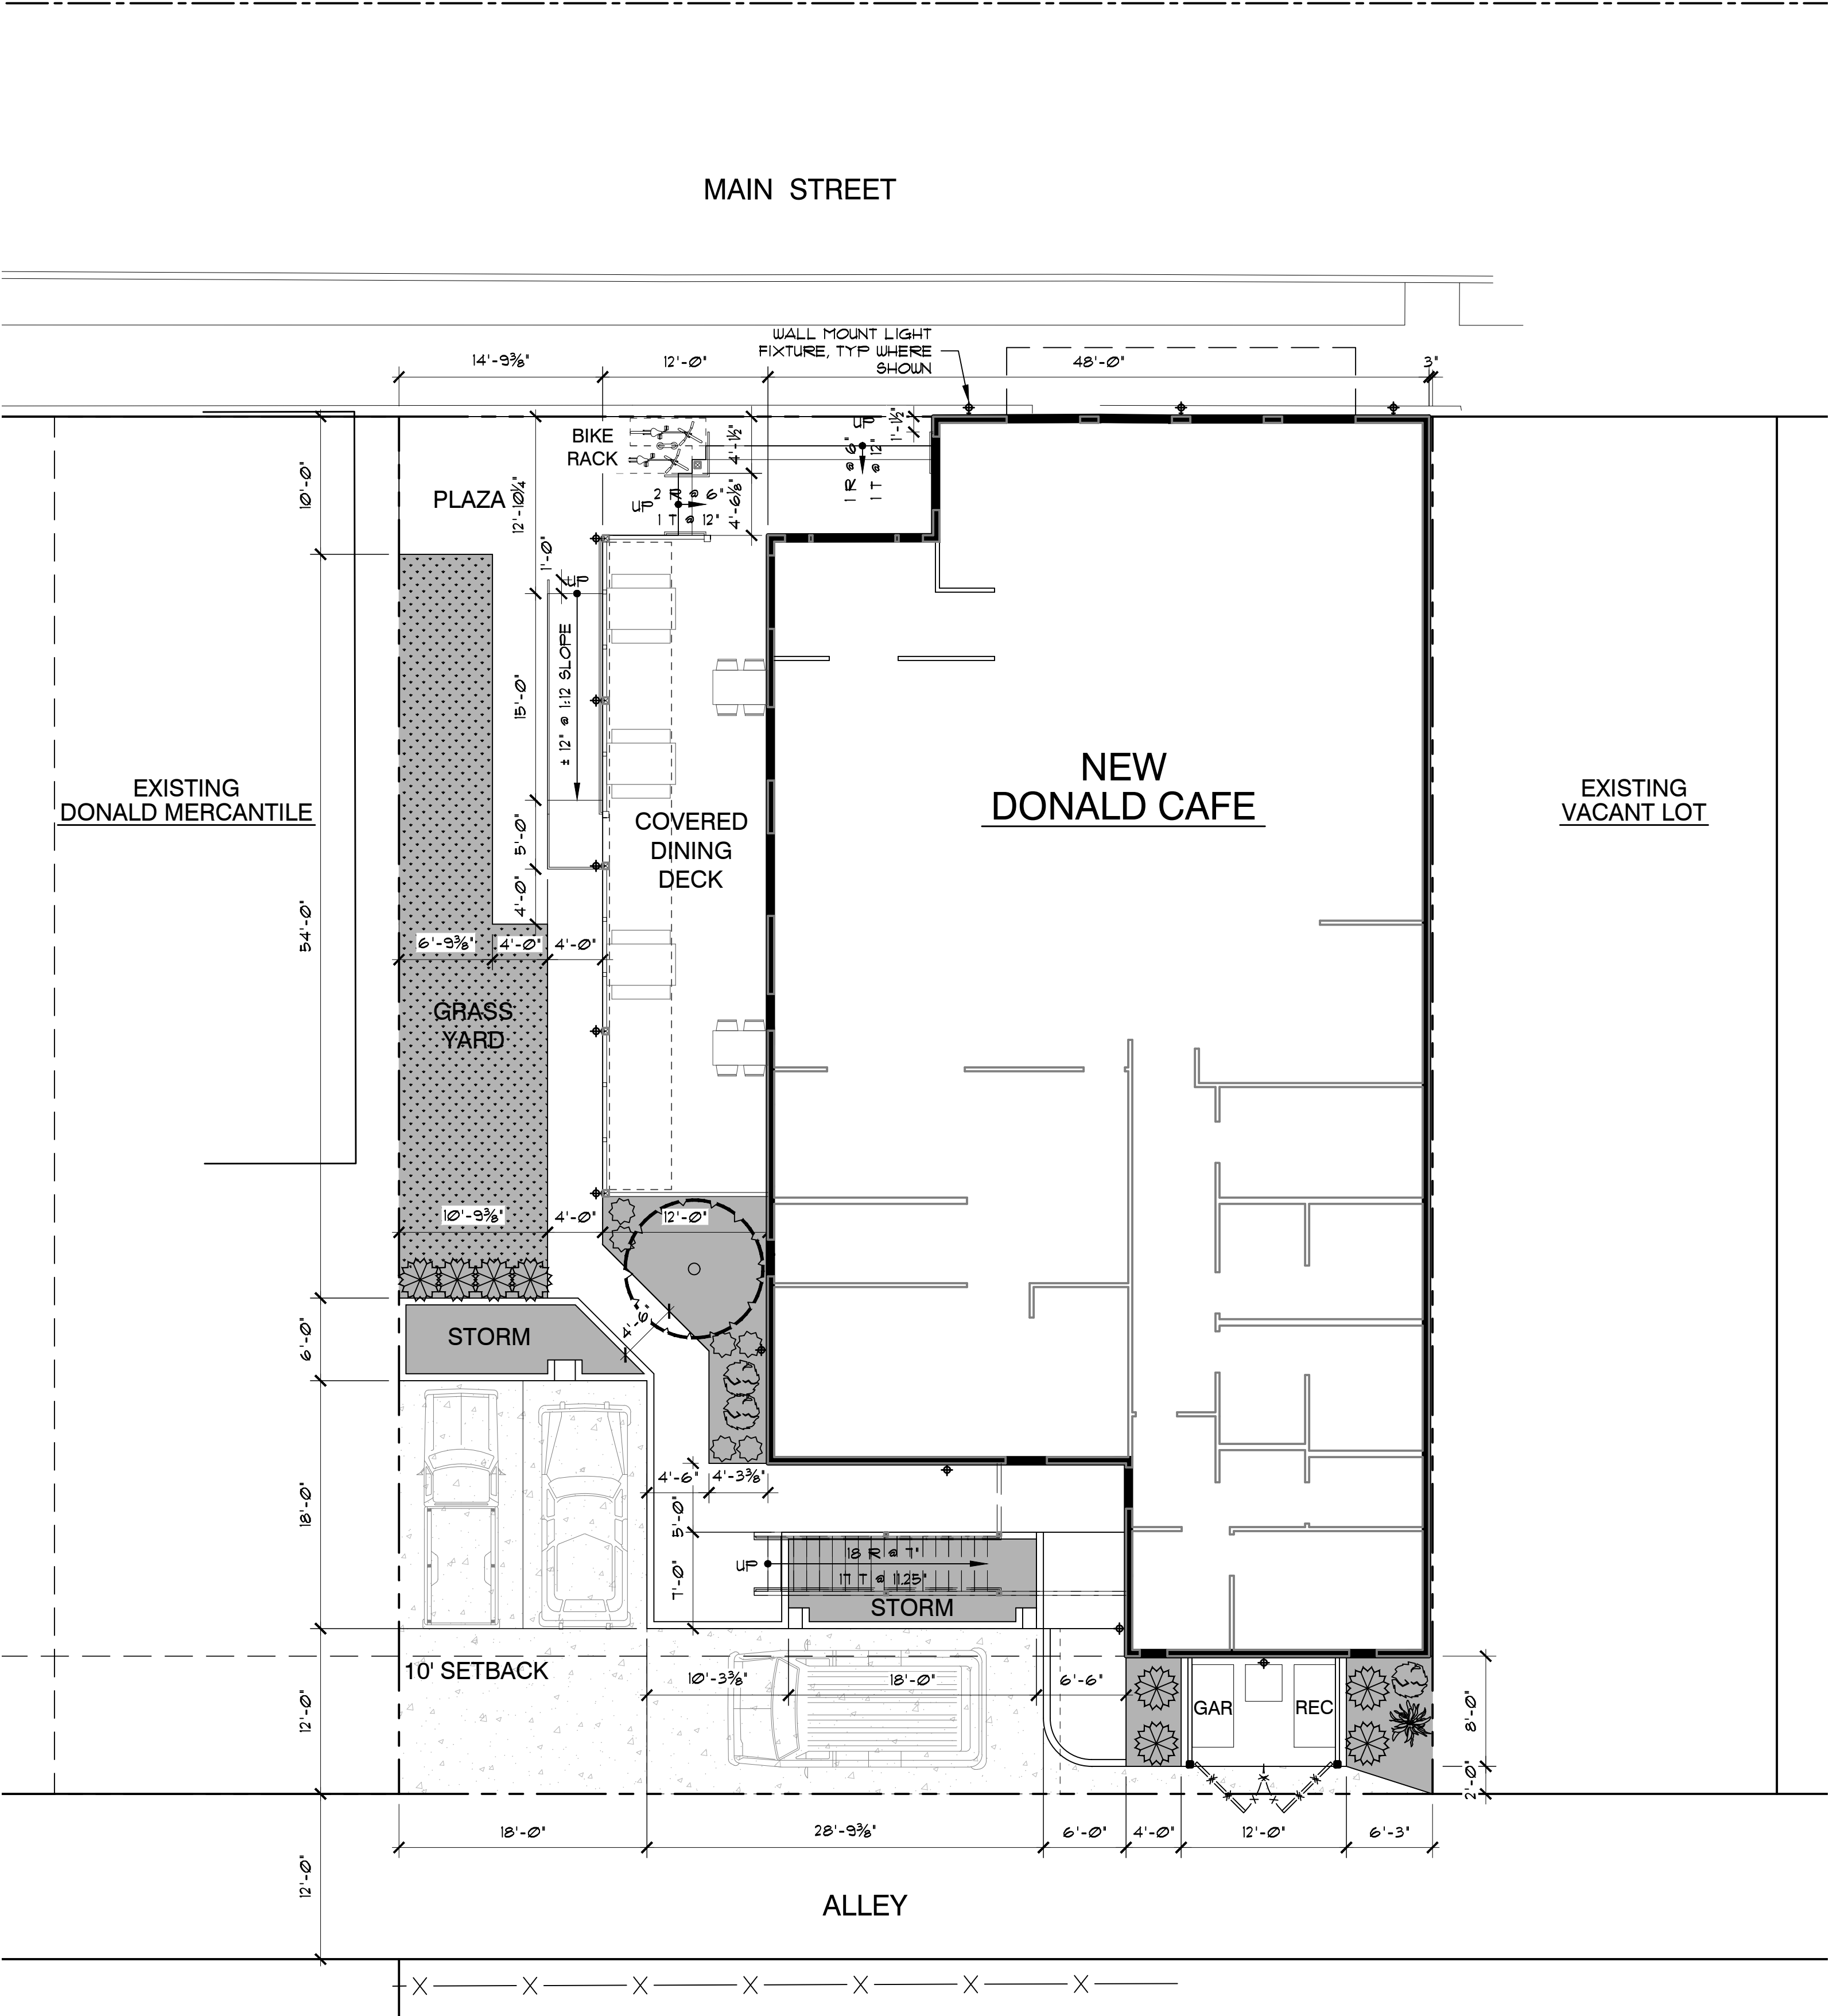 MAIN STREET
WALL MOUNT LIGHT
FIXTURE, TYP WHERE
SHOWN
14'-9⅜"
12'-0"
48'-0"
3"
BIKE
RACK
UP
1'-1½"
4'-1½"
1 R @ 6"
1 T @ 12"
10'-0"
PLAZA
12'-10¼"
2 R @ 6"
UP
1 T @ 12"
4'-6⅛"
1'-0"
UP
± 12" @ 1:12 SLOPE
15'-0"
EXISTING
DONALD MERCANTILE
NEW
DONALD CAFE
EXISTING
VACANT LOT
COVERED
DINING
DECK
5'-0"
4'-0"
54'-0"
6'-9⅜"
4'-0"
4'-0"
GRASS
YARD
10'-9⅜"
4'-0"
12'-0"
4'-6"
6'-0"
STORM
4'-6"
4'-3⅜"
18'-0"
5'-0"
7'-0"
UP
18 R @ 7"
17 T @ 11.25"
STORM
10' SETBACK
10'-3⅜"
18'-0"
6'-6"
GAR
REC
12'-0"
8'-0"
2'-0"
18'-0"
28'-9⅜"
6'-0"
4'-0"
12'-0"
6'-3"
12'-0"
ALLEY
X X X X X X X